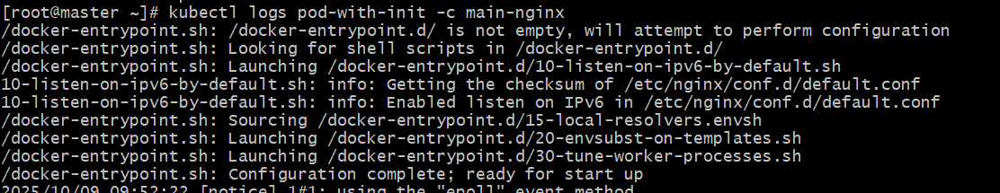 [root@master ~]# kubectl logs pod-with-init -c main-nginx
/docker-entrypoint.sh: /docker-entrypoint.d/ is not empty, will attempt to perform configuration
/docker-entrypoint.sh: Looking for shell scripts in /docker-entrypoint.d/
/docker-entrypoint.sh: Launching /docker-entrypoint.d/10-listen-on-ipv6-by-default.sh
10-listen-on-ipv6-by-default.sh: info: Getting the checksum of /etc/nginx/conf.d/default.conf
10-listen-on-ipv6-by-default.sh: info: Enabled listen on IPv6 in /etc/nginx/conf.d/default.conf
/docker-entrypoint.sh: Sourcing /docker-entrypoint.d/15-local-resolvers.envsh
/docker-entrypoint.sh: Launching /docker-entrypoint.d/20-envsubst-on-templates.sh
/docker-entrypoint.sh: Launching /docker-entrypoint.d/30-tune-worker-processes.sh
/docker-entrypoint.sh: Configuration complete; ready for start up
2025/10/09 09:52:22 [notice] 1#1: using the "epoll" event method